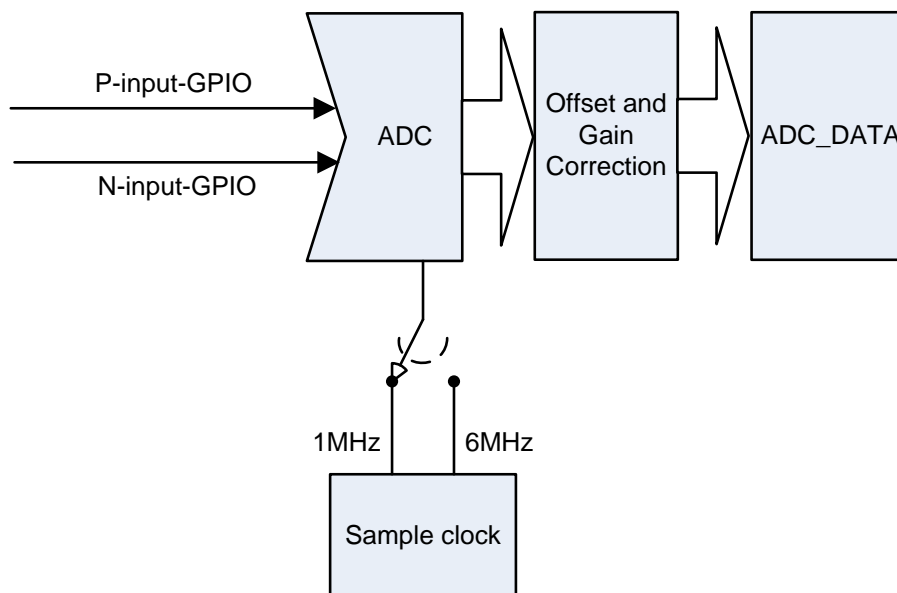 P-input-GPIO
N-input-GPIO
ADC
Offset and
Gain
Correction
ADC_DATA
1MHz
6MHz
Sample clock